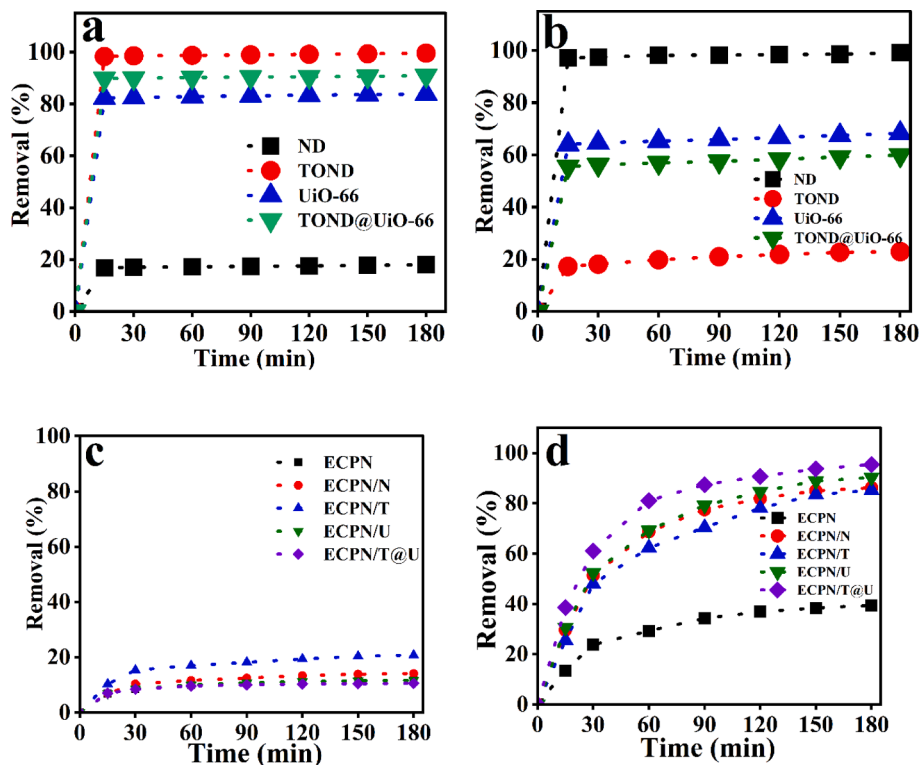 a
Removal (%)
100
80
60
40
20
0
ND
TOND
UiO-66
TOND@UiO-66
0 30 60 90 120 150 180
Time (min)
b
Removal (%)
100
80
60
40
20
0
ND
TOND
UiO-66
TOND@UiO-66
0 30 60 90 120 150 180
Time (min)
c
Removal (%)
100
80
60
40
20
0
ECPN
ECPN/N
ECPN/T
ECPN/U
ECPN/T@U
0 30 60 90 120 150 180
Time (min)
d
Removal (%)
100
80
60
40
20
0
ECPN
ECPN/N
ECPN/T
ECPN/U
ECPN/T@U
0 30 60 90 120 150 180
Time (min)